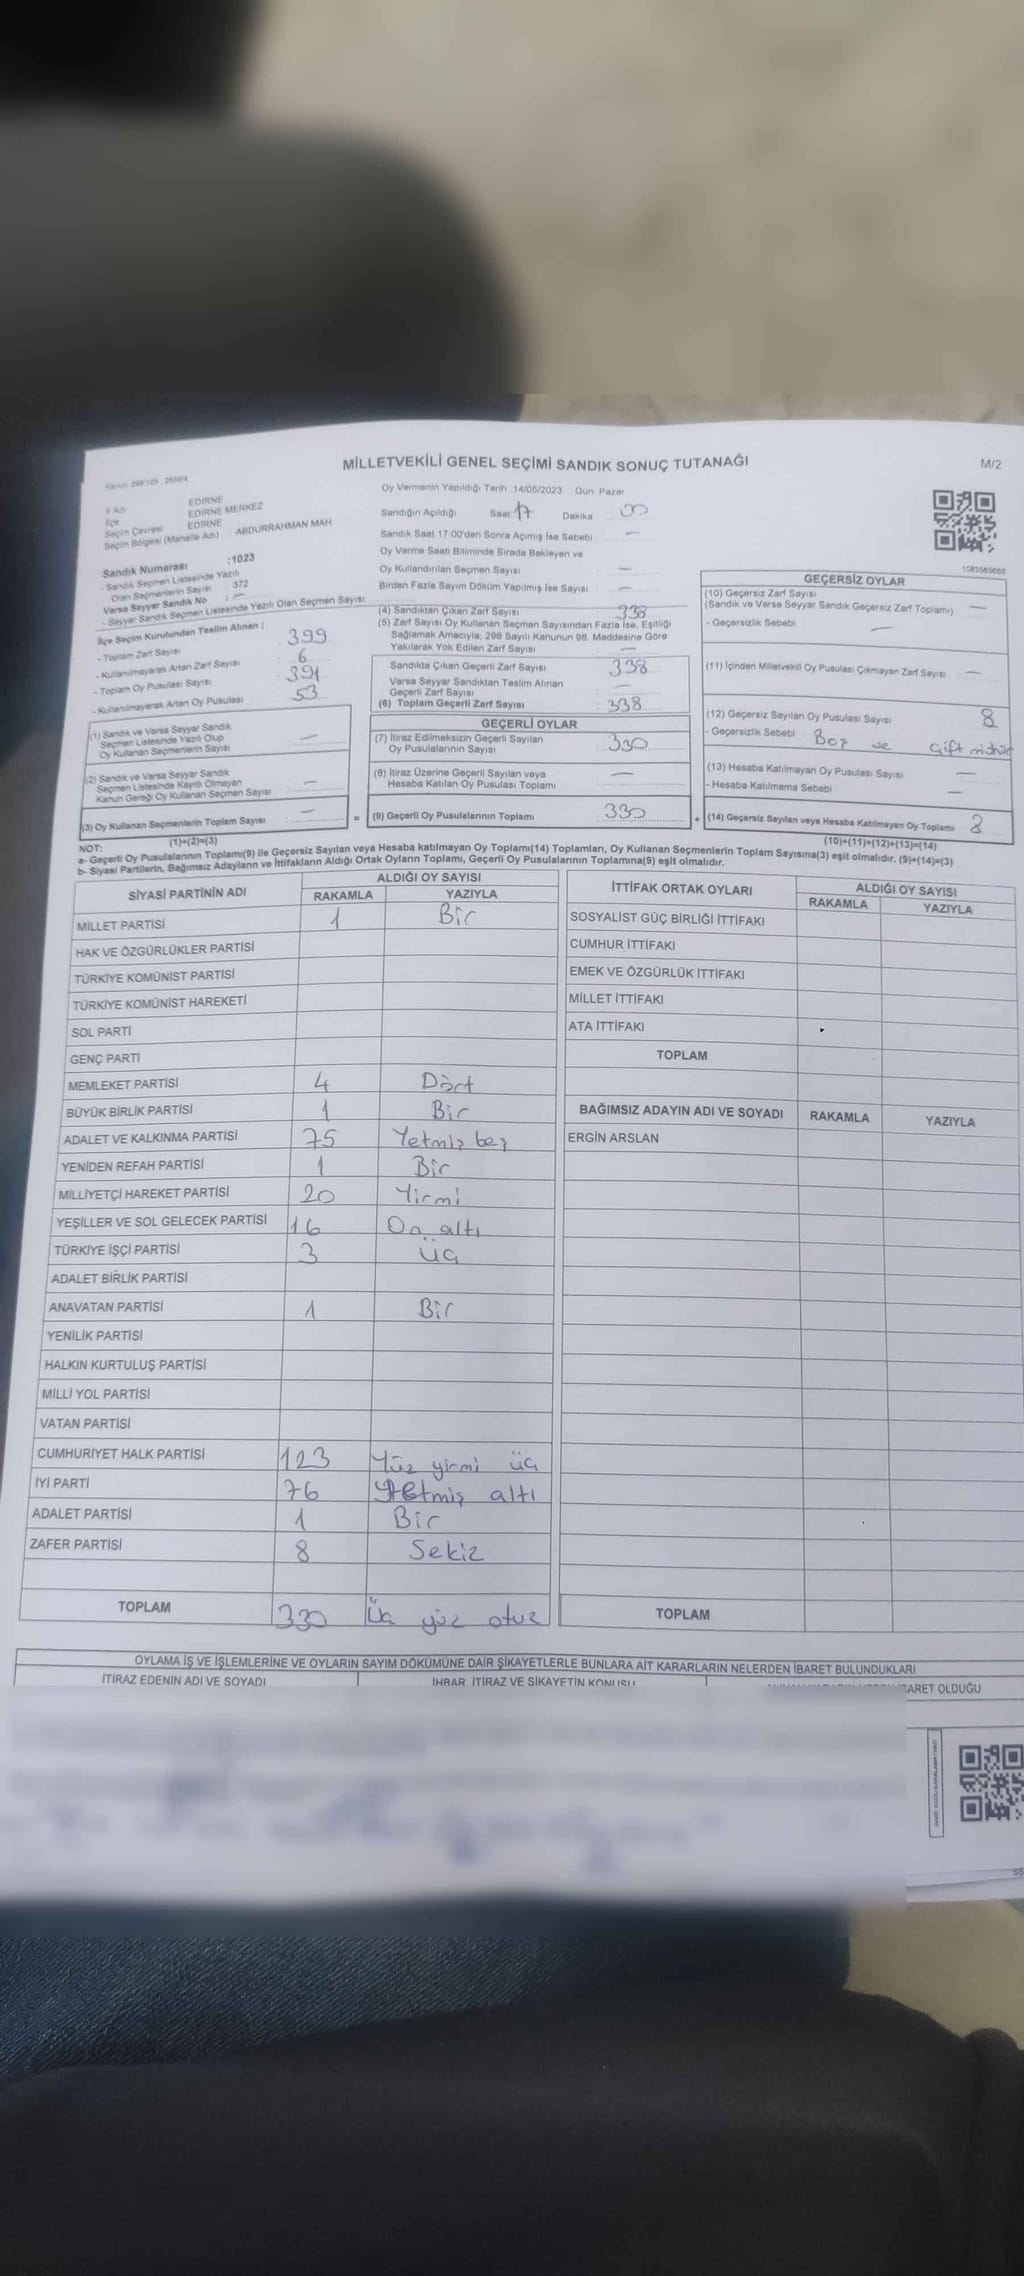 MİLLETVEKİLİ GENEL SEÇİMİ SANDIK SONUÇ TUTANAĞI
M/2
İl Adı EDİRNE
İlçe EDİRNE MERKEZ
Seçim Çevresi EDİRNE
Seçim Bölgesi (Mahalle Adı) ABDURRAHMAN MAH
Sandık Numarası :1023
- Sandık Seçmen Listesinde Yazılı
Olan Seçmenlerin Sayısı : 372
Varsa Seyyar Sandık No : —
- Seyyar Sandık Seçmen Listesinde Yazılı Olan Seçmen Sayısı:
İlçe Seçim Kurulundan Teslim Alınan ;
- Toplam Zarf Sayısı 399
- Kullanılmayarak Artan Zarf Sayısı 6
- Toplam Oy Pusulası Sayısı 391
- Kullanılmayarak Artan Oy Pusulası 53
(1) Sandık ve Varsa Seyyar Sandık
Seçmen Listesinde Yazılı Olup
Oy Kullanan Seçmenlerin Sayısı —
(2) Sandık ve Varsa Seyyar Sandık
Seçmen Listesinde Kayıtlı Olmayan
Kanun Gereği Oy Kullanan Seçmen Sayısı —
(3) Oy Kullanan Seçmenlerin Toplam Sayısı — =
Oy Vermenin Yapıldığı Tarih :14/05/2023 Gün: Pazar
Sandığın Açıldığı Saat 17 Dakika 00
Sandık Saat 17:00'den Sonra Açımış İse Sebebi —
Oy Verme Saati Bitiminde Sırada Bekleyen ve
Oy Kullandırılan Seçmen Sayısı —
Birden Fazla Sayım Döküm Yapılmış İse Sayısı —
(4) Sandıktan Çıkan Zarf Sayısı 338
(5) Zarf Sayısı Oy Kullanan Seçmen Sayısından Fazla İse, Eşitliği
Sağlamak Amacıyla, 298 Sayılı Kanunun 98. Maddesine Göre
Yakılarak Yok Edilen Zarf Sayısı —
Sandıkta Çıkan Geçerli Zarf Sayısı 338
Varsa Seyyar Sandıktan Teslim Alınan
Geçerli Zarf Sayısı —
(6) Toplam Geçerli Zarf Sayısı 338
GEÇERLİ OYLAR
(7) İtiraz Edilmeksizin Geçerli Sayılan
Oy Pusulalarının Sayısı 330
(8) İtiraz Üzerine Geçerli Sayılan veya
Hesaba Katılan Oy Pusulası Toplamı —
(9) Geçerli Oy Pusulalarının Toplamı 330 +
1083565668
GEÇERSİZ OYLAR
(10) Geçersiz Zarf Sayısı
(Sandık ve Varsa Seyyar Sandık Geçersiz Zarf Toplamı) —
- Geçersizlik Sebebi —
(11) İçinden Milletvekili Oy Pusulası Çıkmayan Zarf Sayısı —
(12) Geçersiz Sayılan Oy Pusulası Sayısı 8
- Geçersizlik Sebebi Boş ve çift mühür
(13) Hesaba Katılmayan Oy Pusulası Sayısı —
- Hesaba Katılmama Sebebi —
(14) Geçersiz Sayılan veya Hesaba Katılmayan Oy Toplamı 8
NOT: (1)+(2)=(3) (10)+(11)+(12)+(13)=(14)
a- Geçerli Oy Pusulalarının Toplamı(9) ile Geçersiz Sayılan veya Hesaba katılmayan Oy Toplamı(14) Toplamları, Oy Kullanan Seçmenlerin Toplam Sayısına(3) eşit olmalıdır. (9)+(14)=(3)
b- Siyasi Partilerin, Bağımsız Adayların ve İttifakların Aldığı Ortak Oyların Toplamı, Geçerli Oy Pusulalarının Toplamına(9) eşit olmalıdır.
SİYASİ PARTİNİN ADI ALDIĞI OY SAYISI
RAKAMLA YAZIYLA
MİLLET PARTİSİ 1 Bir
HAK VE ÖZGÜRLÜKLER PARTİSİ
TÜRKİYE KOMÜNİST PARTİSİ
TÜRKİYE KOMÜNİST HAREKETİ
SOL PARTİ
GENÇ PARTİ
MEMLEKET PARTİSİ 4 Dört
BÜYÜK BİRLİK PARTİSİ 1 Bir
ADALET VE KALKINMA PARTİSİ 75 Yetmiş beş
YENİDEN REFAH PARTİSİ 1 Bir
MİLLİYETÇİ HAREKET PARTİSİ 20 Yirmi
YEŞİLLER VE SOL GELECEK PARTİSİ 16 On altı
TÜRKİYE İŞÇİ PARTİSİ 3 Üç
ADALET BİRLİK PARTİSİ
ANAVATAN PARTİSİ 1 Bir
YENİLİK PARTİSİ
HALKIN KURTULUŞ PARTİSİ
MİLLİ YOL PARTİSİ
VATAN PARTİSİ
CUMHURİYET HALK PARTİSİ 123 Yüz yirmi üç
İYİ PARTİ 76 Yetmiş altı
ADALET PARTİSİ 1 Bir
ZAFER PARTİSİ 8 Sekiz
TOPLAM 330 Üç yüz otuz
İTTİFAK ORTAK OYLARI ALDIĞI OY SAYISI
RAKAMLA YAZIYLA
SOSYALİST GÜÇ BİRLİĞİ İTTİFAKI
CUMHUR İTTİFAKI
EMEK VE ÖZGÜRLÜK İTTİFAKI
MİLLET İTTİFAKI
ATA İTTİFAKI
TOPLAM
BAĞIMSIZ ADAYIN ADI VE SOYADI RAKAMLA YAZIYLA
ERGİN ARSLAN
TOPLAM
OYLAMA İŞ VE İŞLEMLERİNE VE OYLARIN SAYIM DÖKÜMÜNE DAİR ŞİKAYETLERLE BUNLARA AİT KARARLARIN NELERDEN İBARET BULUNDUKLARI
İTİRAZ EDENİN ADI VE SOYADI İHBAR, İTİRAZ VE ŞİKAYETİN KONUSU
OLDUĞU